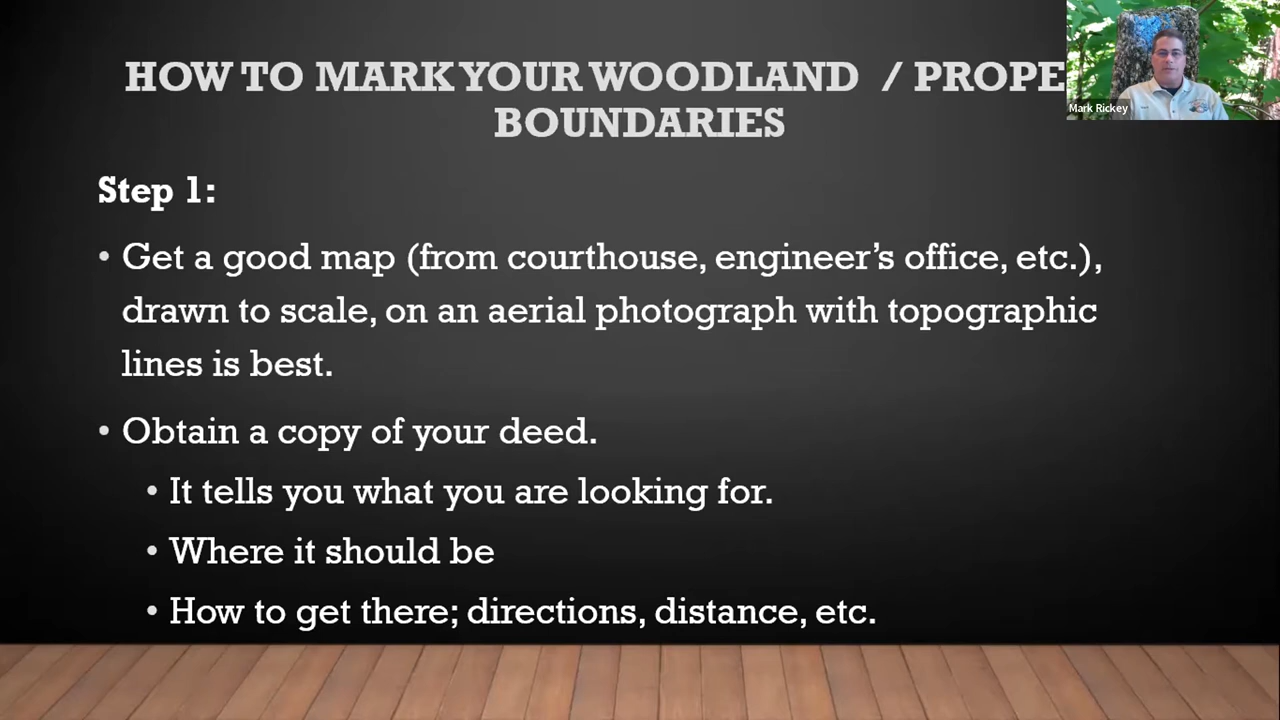 HOW TO MARK YOUR WOODLAND / PROPE
BOUNDARIES
Mark Rickey
Step 1:
• Get a good map (from courthouse, engineer’s office, etc.),
drawn to scale, on an aerial photograph with topographic
lines is best.
• Obtain a copy of your deed.
• It tells you what you are looking for.
• Where it should be
• How to get there; directions, distance, etc.